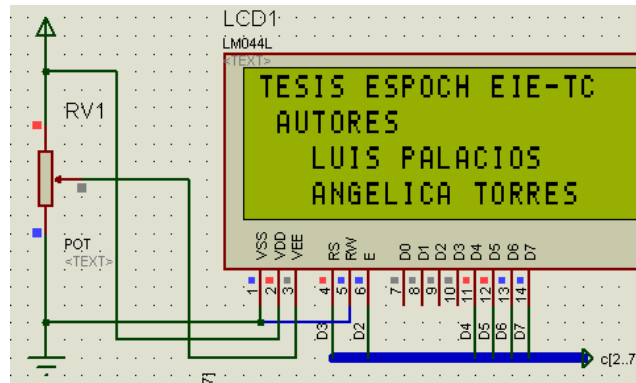 LCD1
LM044L
<TEXT>
TESIS ESPOCH EIE-TC
AUTORES
LUIS PALACIOS
ANGELICA TORRES
RV1
POT
<TEXT>
VSS VDD VEE RS RW E D0 D1 D2 D3 D4 D5 D6 D7
1 2 3 4 5 6 7 8 9 10 11 12 13 14
D3 D2 D4 D5 D6 D7
c[2..7
7]